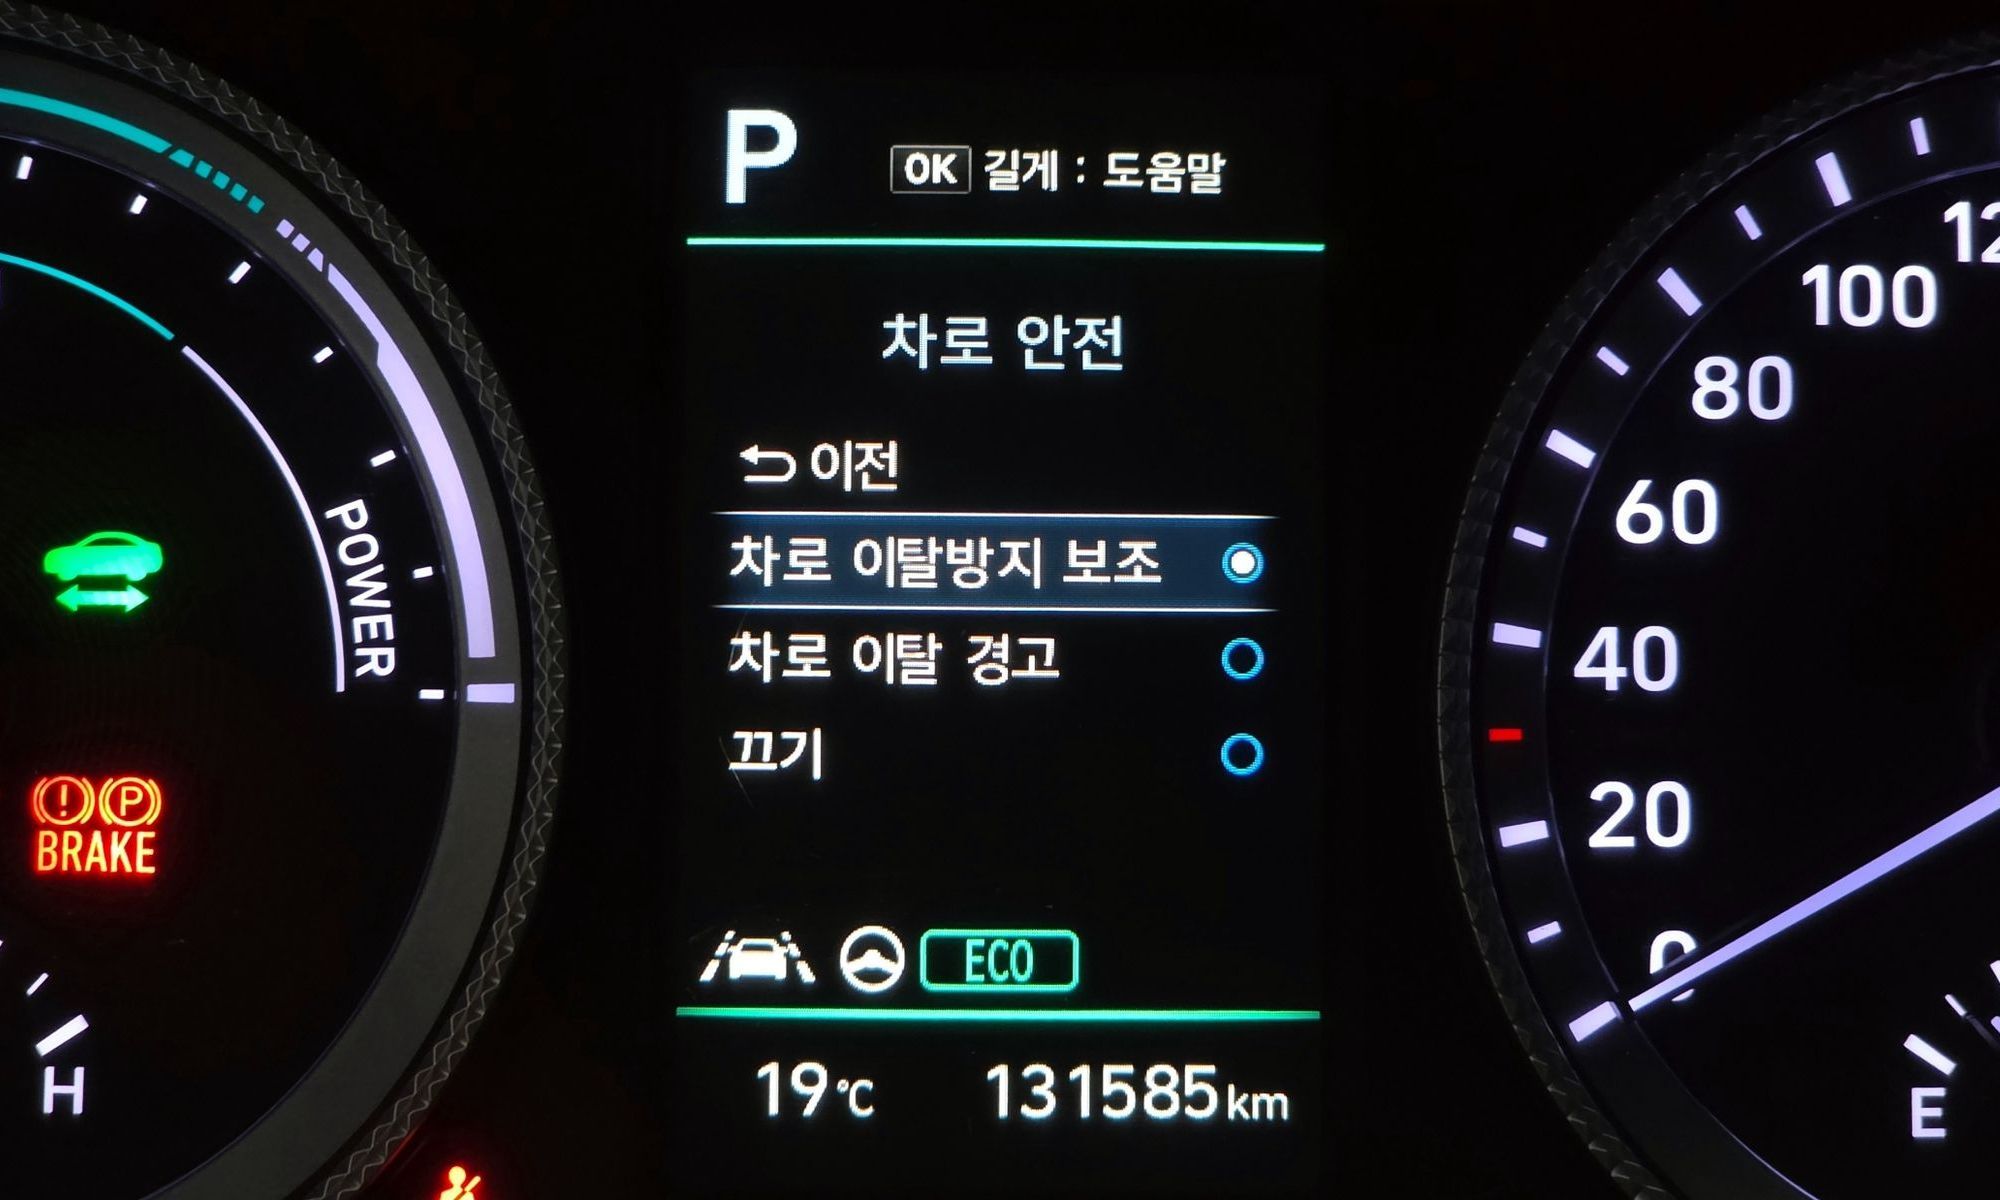 P
OK 길게 : 도움말
차로 안전
이전
차로 이탈방지 보조
차로 이탈 경고
끄기
ECO
19°C 131585km
POWER
! P
BRAKE
H
100
80
60
40
20
0
E